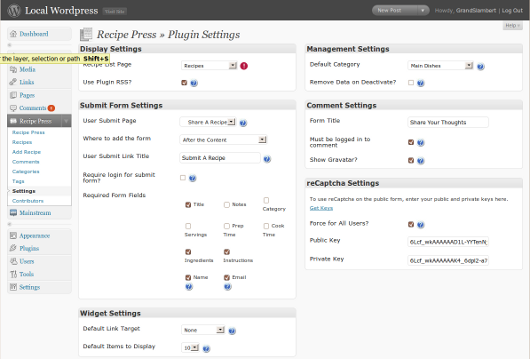 Local Wordpress
Visit Site
New Post
Howdy, GrandSlambert | Log Out
Help
Dashboard
the layer, selection or path Shift+S
Media
Links
Pages
Comments
Recipe Press
Recipe Press
Recipes
Add Recipe
Comments
Categories
Tags
Settings
Contributors
Mainstream
Appearance
Plugins
Users
Tools
Settings
Recipe Press » Plugin Settings
Display Settings
Recipe List Page Recipes
Use Plugin RSS?
Submit Form Settings
User Submit Page Share A Recipe
Where to add the form After the Content
User Submit Link Title Submit A Recipe
Require login for submit
form?
Required Form Fields
Title Notes
Category
Servings Prep Time Cook Time
Ingredients Instructions
Name Email
Widget Settings
Default Link Target None
Default Items to Display 10
Management Settings
Default Category Main Dishes
Remove Data on Deactivate?
Comment Settings
Form Title Share Your Thoughts
Must be logged in to
comment
Show Gravatar?
reCaptcha Settings
To use reCaptcha on the public form, enter your public and private keys here.
Get Keys
Force for All Users?
Public Key
Private Key